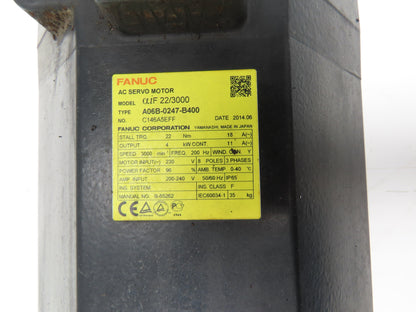 FANUC
AC SERVO MOTOR
MODEL αiF 22/3000
TYPE A06B-0247-B400
NO. C146A5EFF DATE 2014.06
FANUC CORPORATION YAMANASHI, MADE IN JAPAN
STALL TRQ. 22 Nm 18 A(~)
OUTPUT 4 kW CONT. 11 A(~)
SPEED 3000 min FREQ. 200 Hz WIND. CON. Y
MOTOR INPUT(~) 230 V 8 POLES 3 PHASES
POWER FACTOR 96 % AMB. TEMP. 0-40 °C
AMP. INPUT 200-240 V 50/60 Hz IP65
INS. SYSTEM INS. CLASS F
MANUAL NO. B-65262 IEC60034-1 35 kg
CE